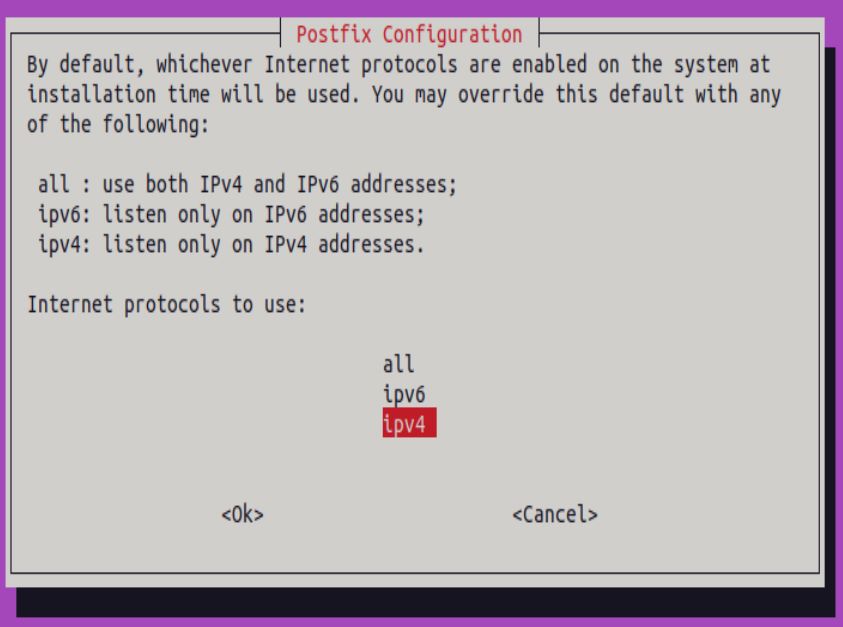 Postfix Configuration
By default, whichever Internet protocols are enabled on the system at
installation time will be used. You may override this default with any
of the following:
all : use both IPv4 and IPv6 addresses;
ipv6: listen only on IPv6 addresses;
ipv4: listen only on IPv4 addresses.
Internet protocols to use:
all
ipv6
ipv4
<Ok> <Cancel>